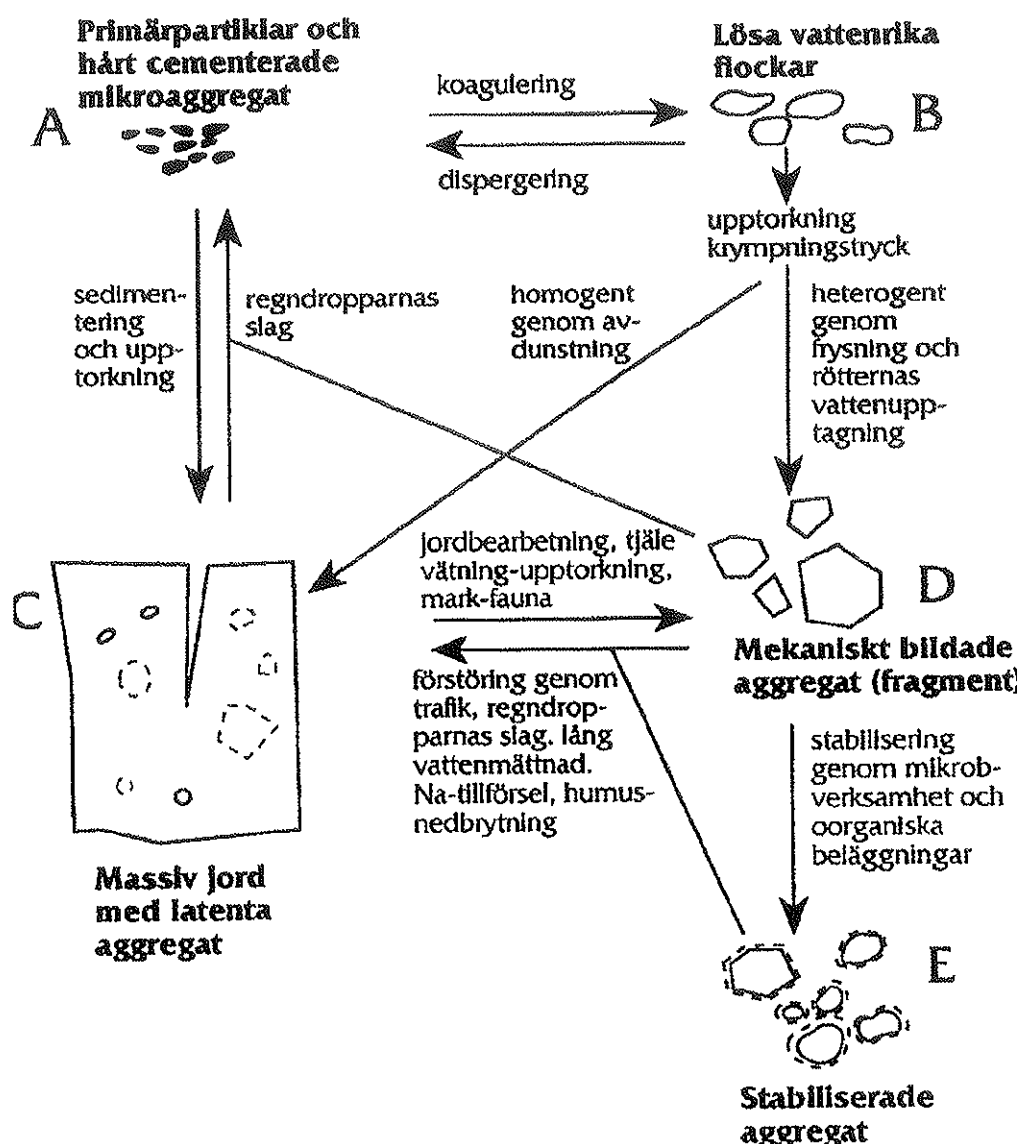 Primärpartiklar och
hårt cementerade
mikroaggregat
A
koagulering
dispergering
Lösa vattenrika
flockar
B
upptorkning
krympningstryck
sedimen-
tering
och upp-
torkning
regndropparnas
slag
homogent
genom av-
dunstning
heterogent
genom
frysning och
rötternas
vattenupp-
tagning
C
jordbearbetning, tjäle
vätning-upptorkning,
mark-fauna
D
Mekaniskt bildade
aggregat (fragment)
förstöring genom
trafik, regndrop-
parnas slag. lång
vattenmättnad.
Na-tillförsel, humus-
nedbrytning
stabilisering
genom mikrob-
verksamhet och
oorganiska
beläggningar
Massiv jord
med latenta
aggregat
E
Stabiliserade
aggregat